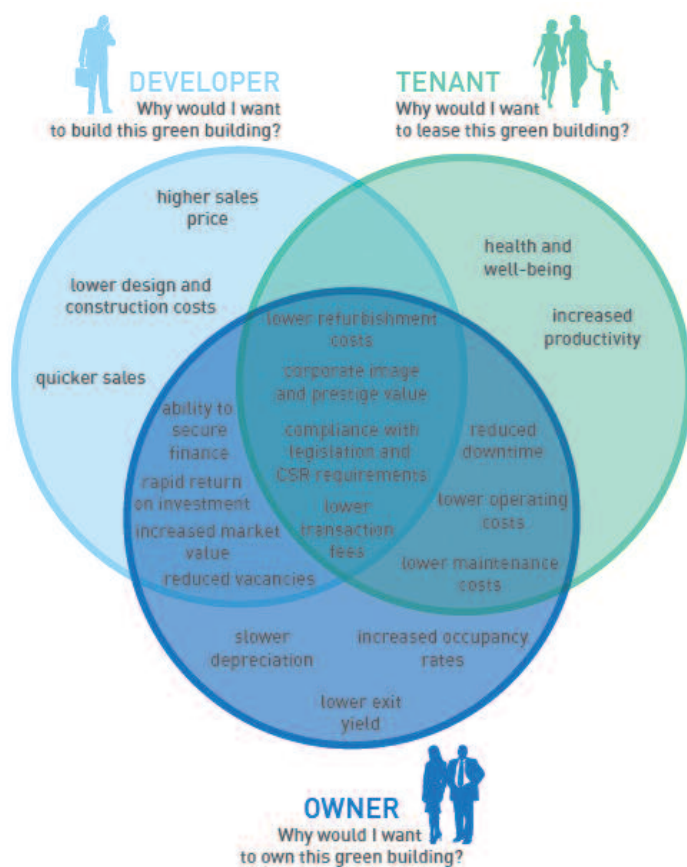 DEVELOPER
Why would I want
to build this green building?
TENANT
Why would I want
to lease this green building?
higher sales
price
lower design and
construction costs
quicker sales
health and
well-being
increased
productivity
lower refurbishment
costs
corporate image
and prestige value
compliance with
legislation and
CSR requirements
lower
transaction
fees
ability to
secure
finance
rapid return
on investment
increased market
value
reduced vacancies
reduced
downtime
lower operating
costs
lower maintenance
costs
slower
depreciation
increased occupancy
rates
lower exit
yield
OWNER
Why would I want
to own this green building?